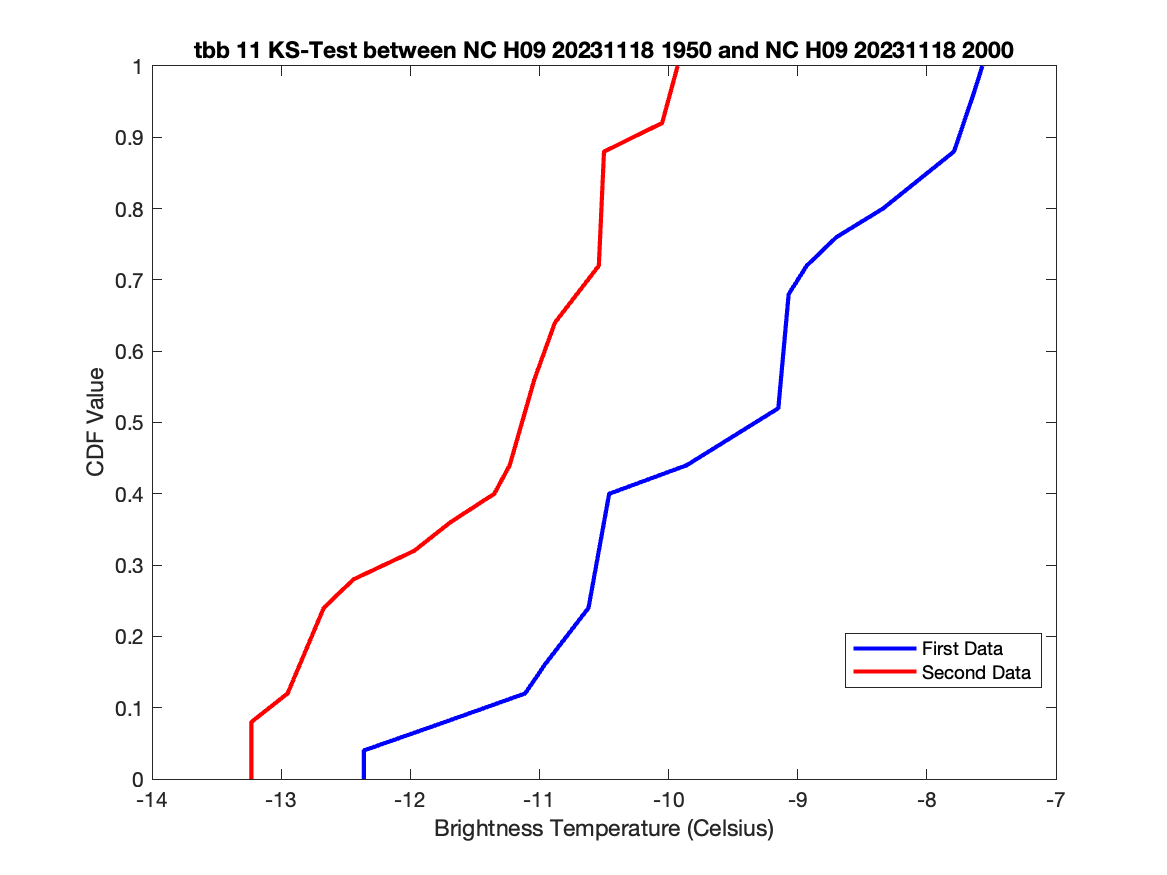 tbb 11 KS-Test between NC H09 20231118 1950 and NC H09 20231118 2000
1
0.9
0.8
0.7
0.6
0.5
0.4
0.3
0.2
0.1
0
CDF Value
First Data
Second Data
-14 -13 -12 -11 -10 -9 -8 -7
Brightness Temperature (Celsius)